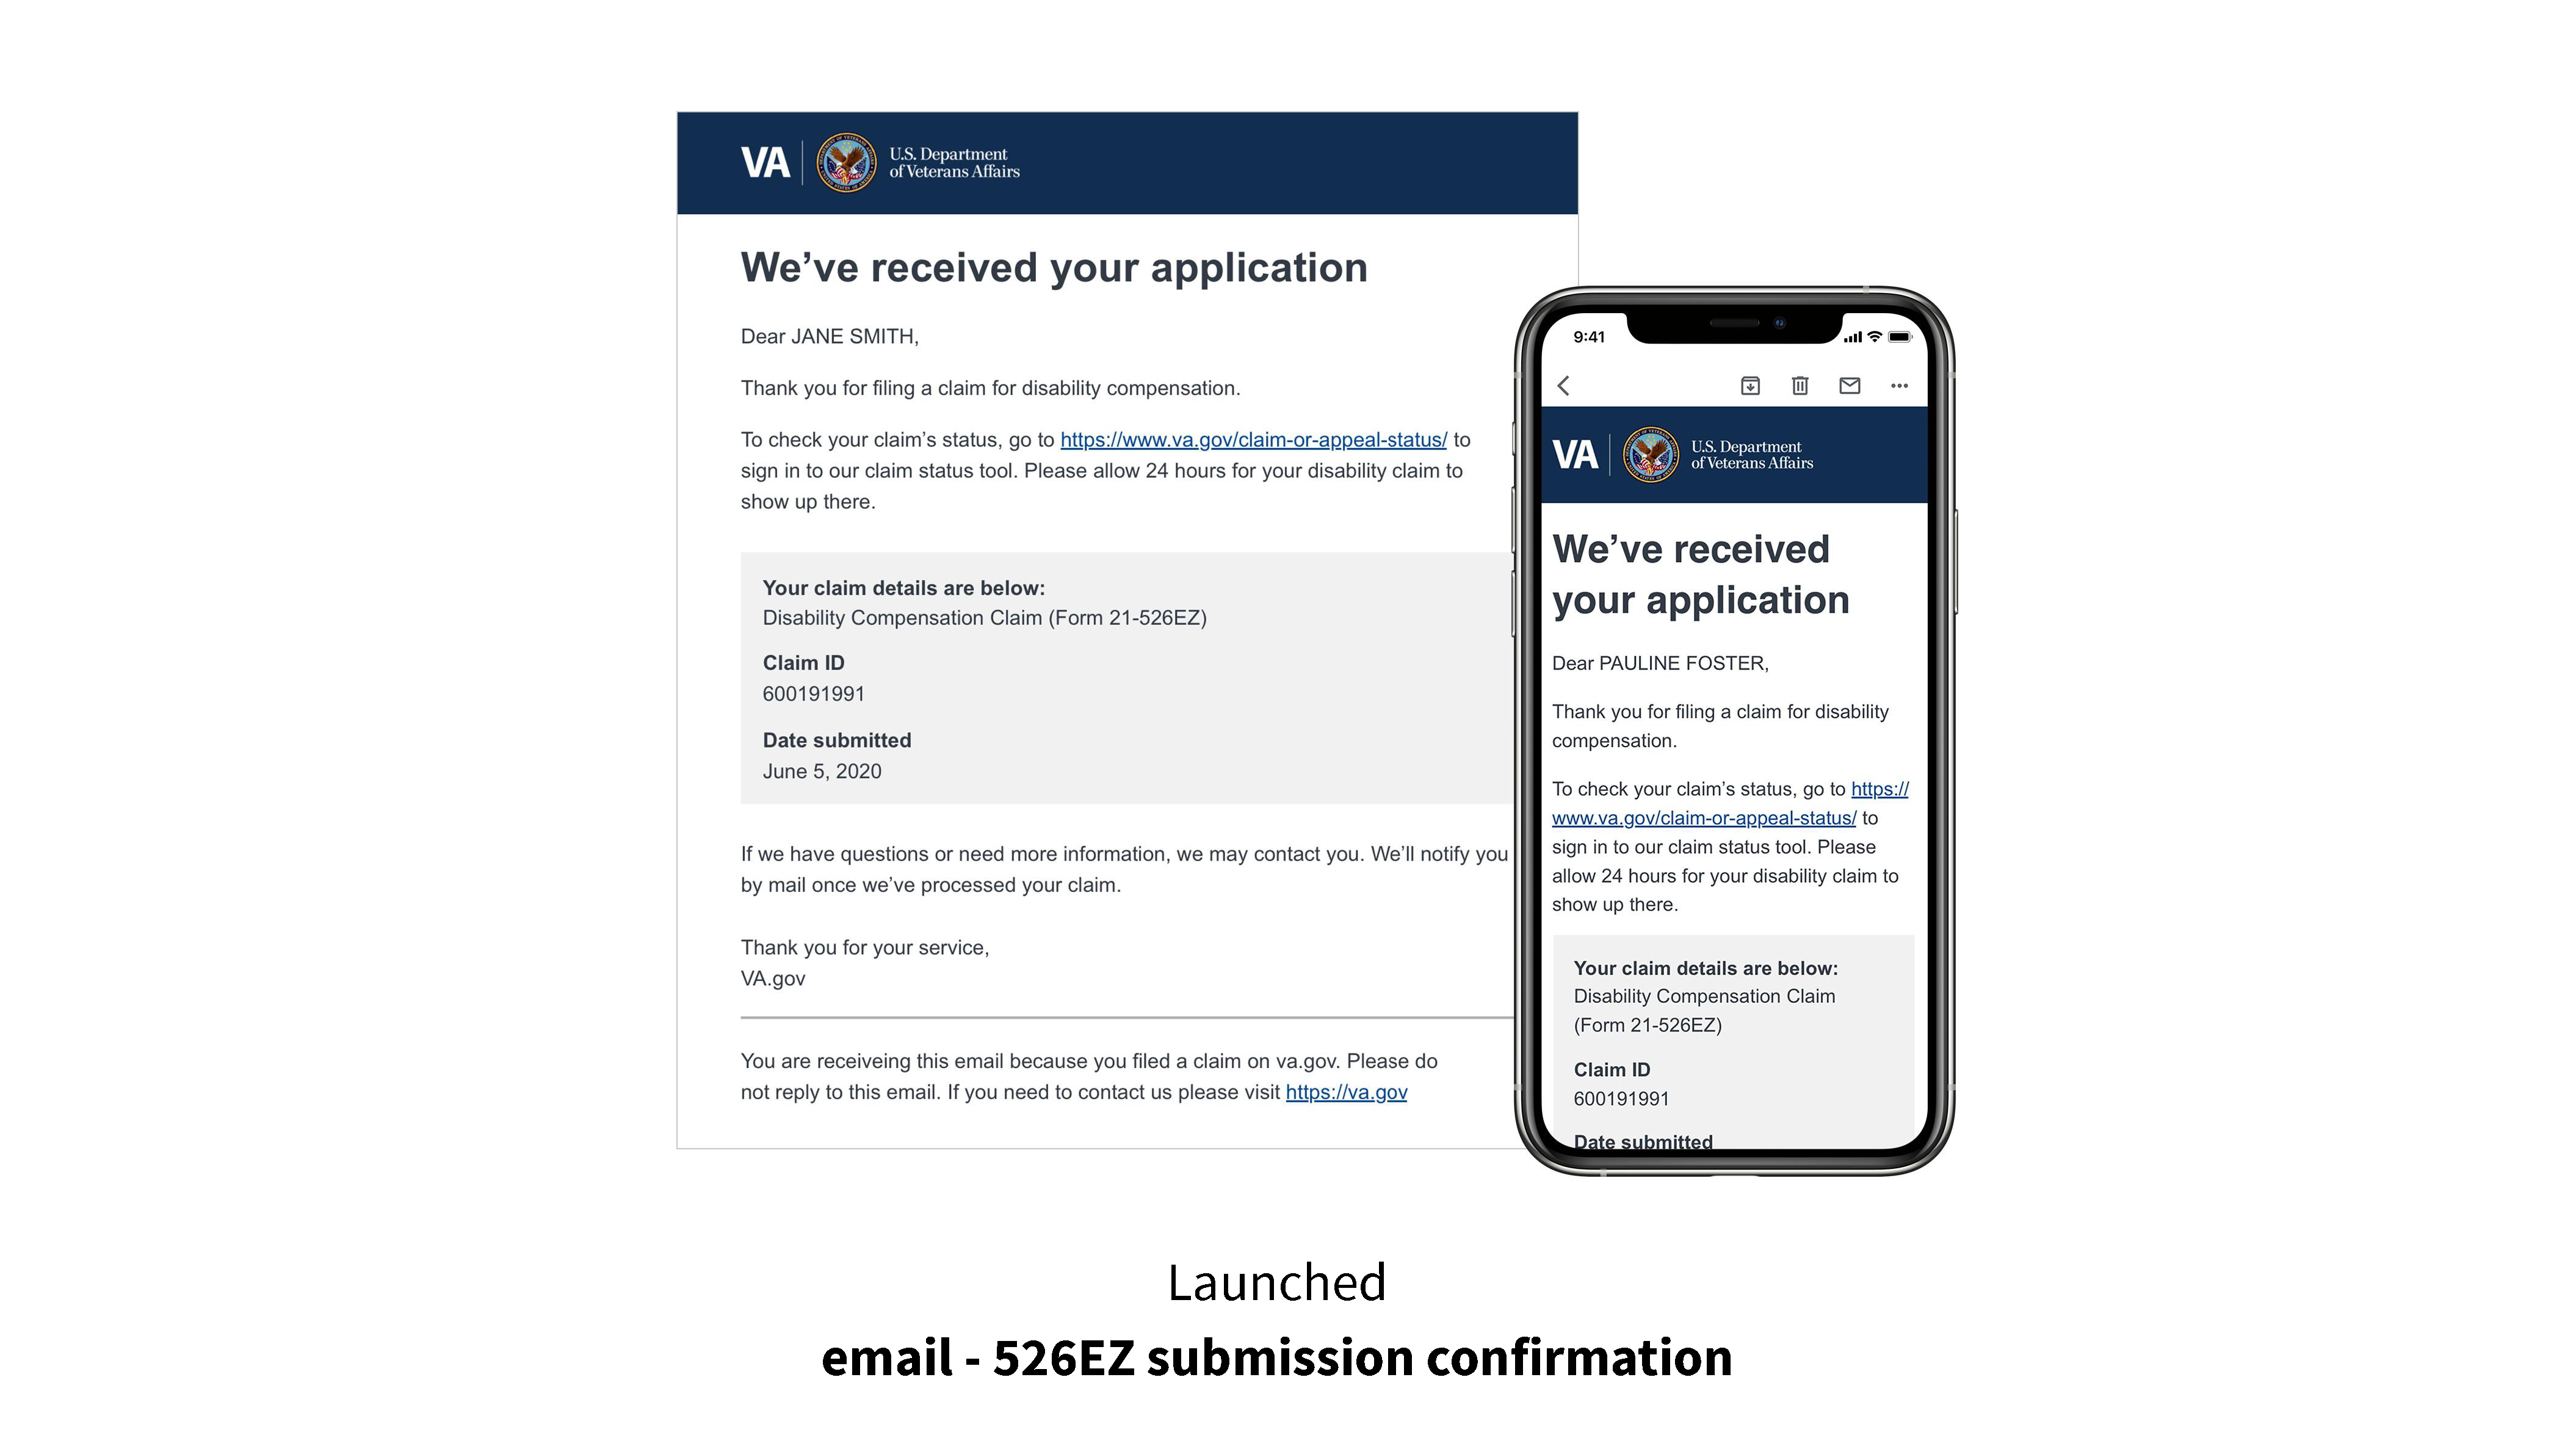 VA
U.S. Department
of Veterans Affairs
We’ve received your application
Dear JANE SMITH,
Thank you for filing a claim for disability compensation.
To check your claim’s status, go to https://www.va.gov/claim-or-appeal-status/ to
sign in to our claim status tool. Please allow 24 hours for your disability claim to
show up there.
Your claim details are below:
Disability Compensation Claim (Form 21-526EZ)
Claim ID
600191991
Date submitted
June 5, 2020
If we have questions or need more information, we may contact you. We’ll notify you
by mail once we’ve processed your claim.
Thank you for your service,
VA.gov
You are receiveing this email because you filed a claim on va.gov. Please do
not reply to this email. If you need to contact us please visit https://va.gov
9:41
VA
U.S. Department
of Veterans Affairs
We’ve received
your application
Dear PAULINE FOSTER,
Thank you for filing a claim for disability
compensation.
To check your claim’s status, go to https://
www.va.gov/claim-or-appeal-status/ to
sign in to our claim status tool. Please
allow 24 hours for your disability claim to
show up there.
Your claim details are below:
Disability Compensation Claim
(Form 21-526EZ)
Claim ID
600191991
Date submitted
Launched
email - 526EZ submission confirmation